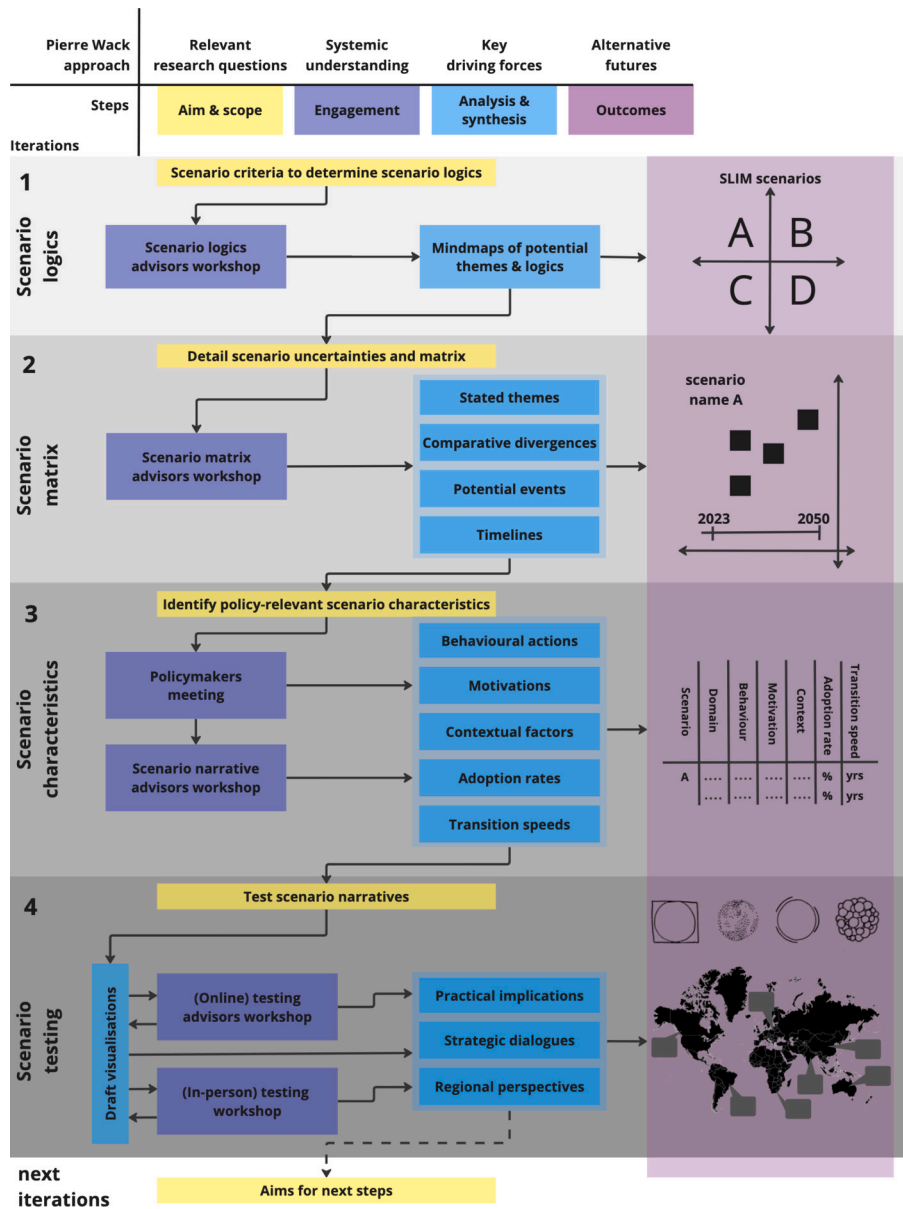 Pierre Wack
approach
Relevant
research questions
Systemic
understanding
Key
driving forces
Alternative
futures
Steps
Aim & scope
Engagement
Analysis &
synthesis
Outcomes
Iterations
1
Scenario
logics
Scenario criteria to determine scenario logics
Scenario logics
advisors workshop
Mindmaps of potential
themes & logics
SLIM scenarios
A
B
C
D
2
Scenario
matrix
Detail scenario uncertainties and matrix
Scenario matrix
advisors workshop
Stated themes
Comparative divergences
Potential events
Timelines
scenario
name A
2023
2050
3
Scenario
characteristics
Identify policy-relevant scenario characteristics
Policymakers
meeting
Scenario narrative
advisors workshop
Behavioural actions
Motivations
Contextual factors
Adoption rates
Transition speeds
Scenario
Domain
Behaviour
Motivation
Context
Adoption rate
Transition speed
A .... .... .... .... % yrs
.... .... .... .... % yrs
4
Scenario
testing
Test scenario narratives
Draft visualisations
(Online) testing
advisors workshop
(In-person) testing
workshop
Practical implications
Strategic dialogues
Regional perspectives
next
iterations
Aims for next steps